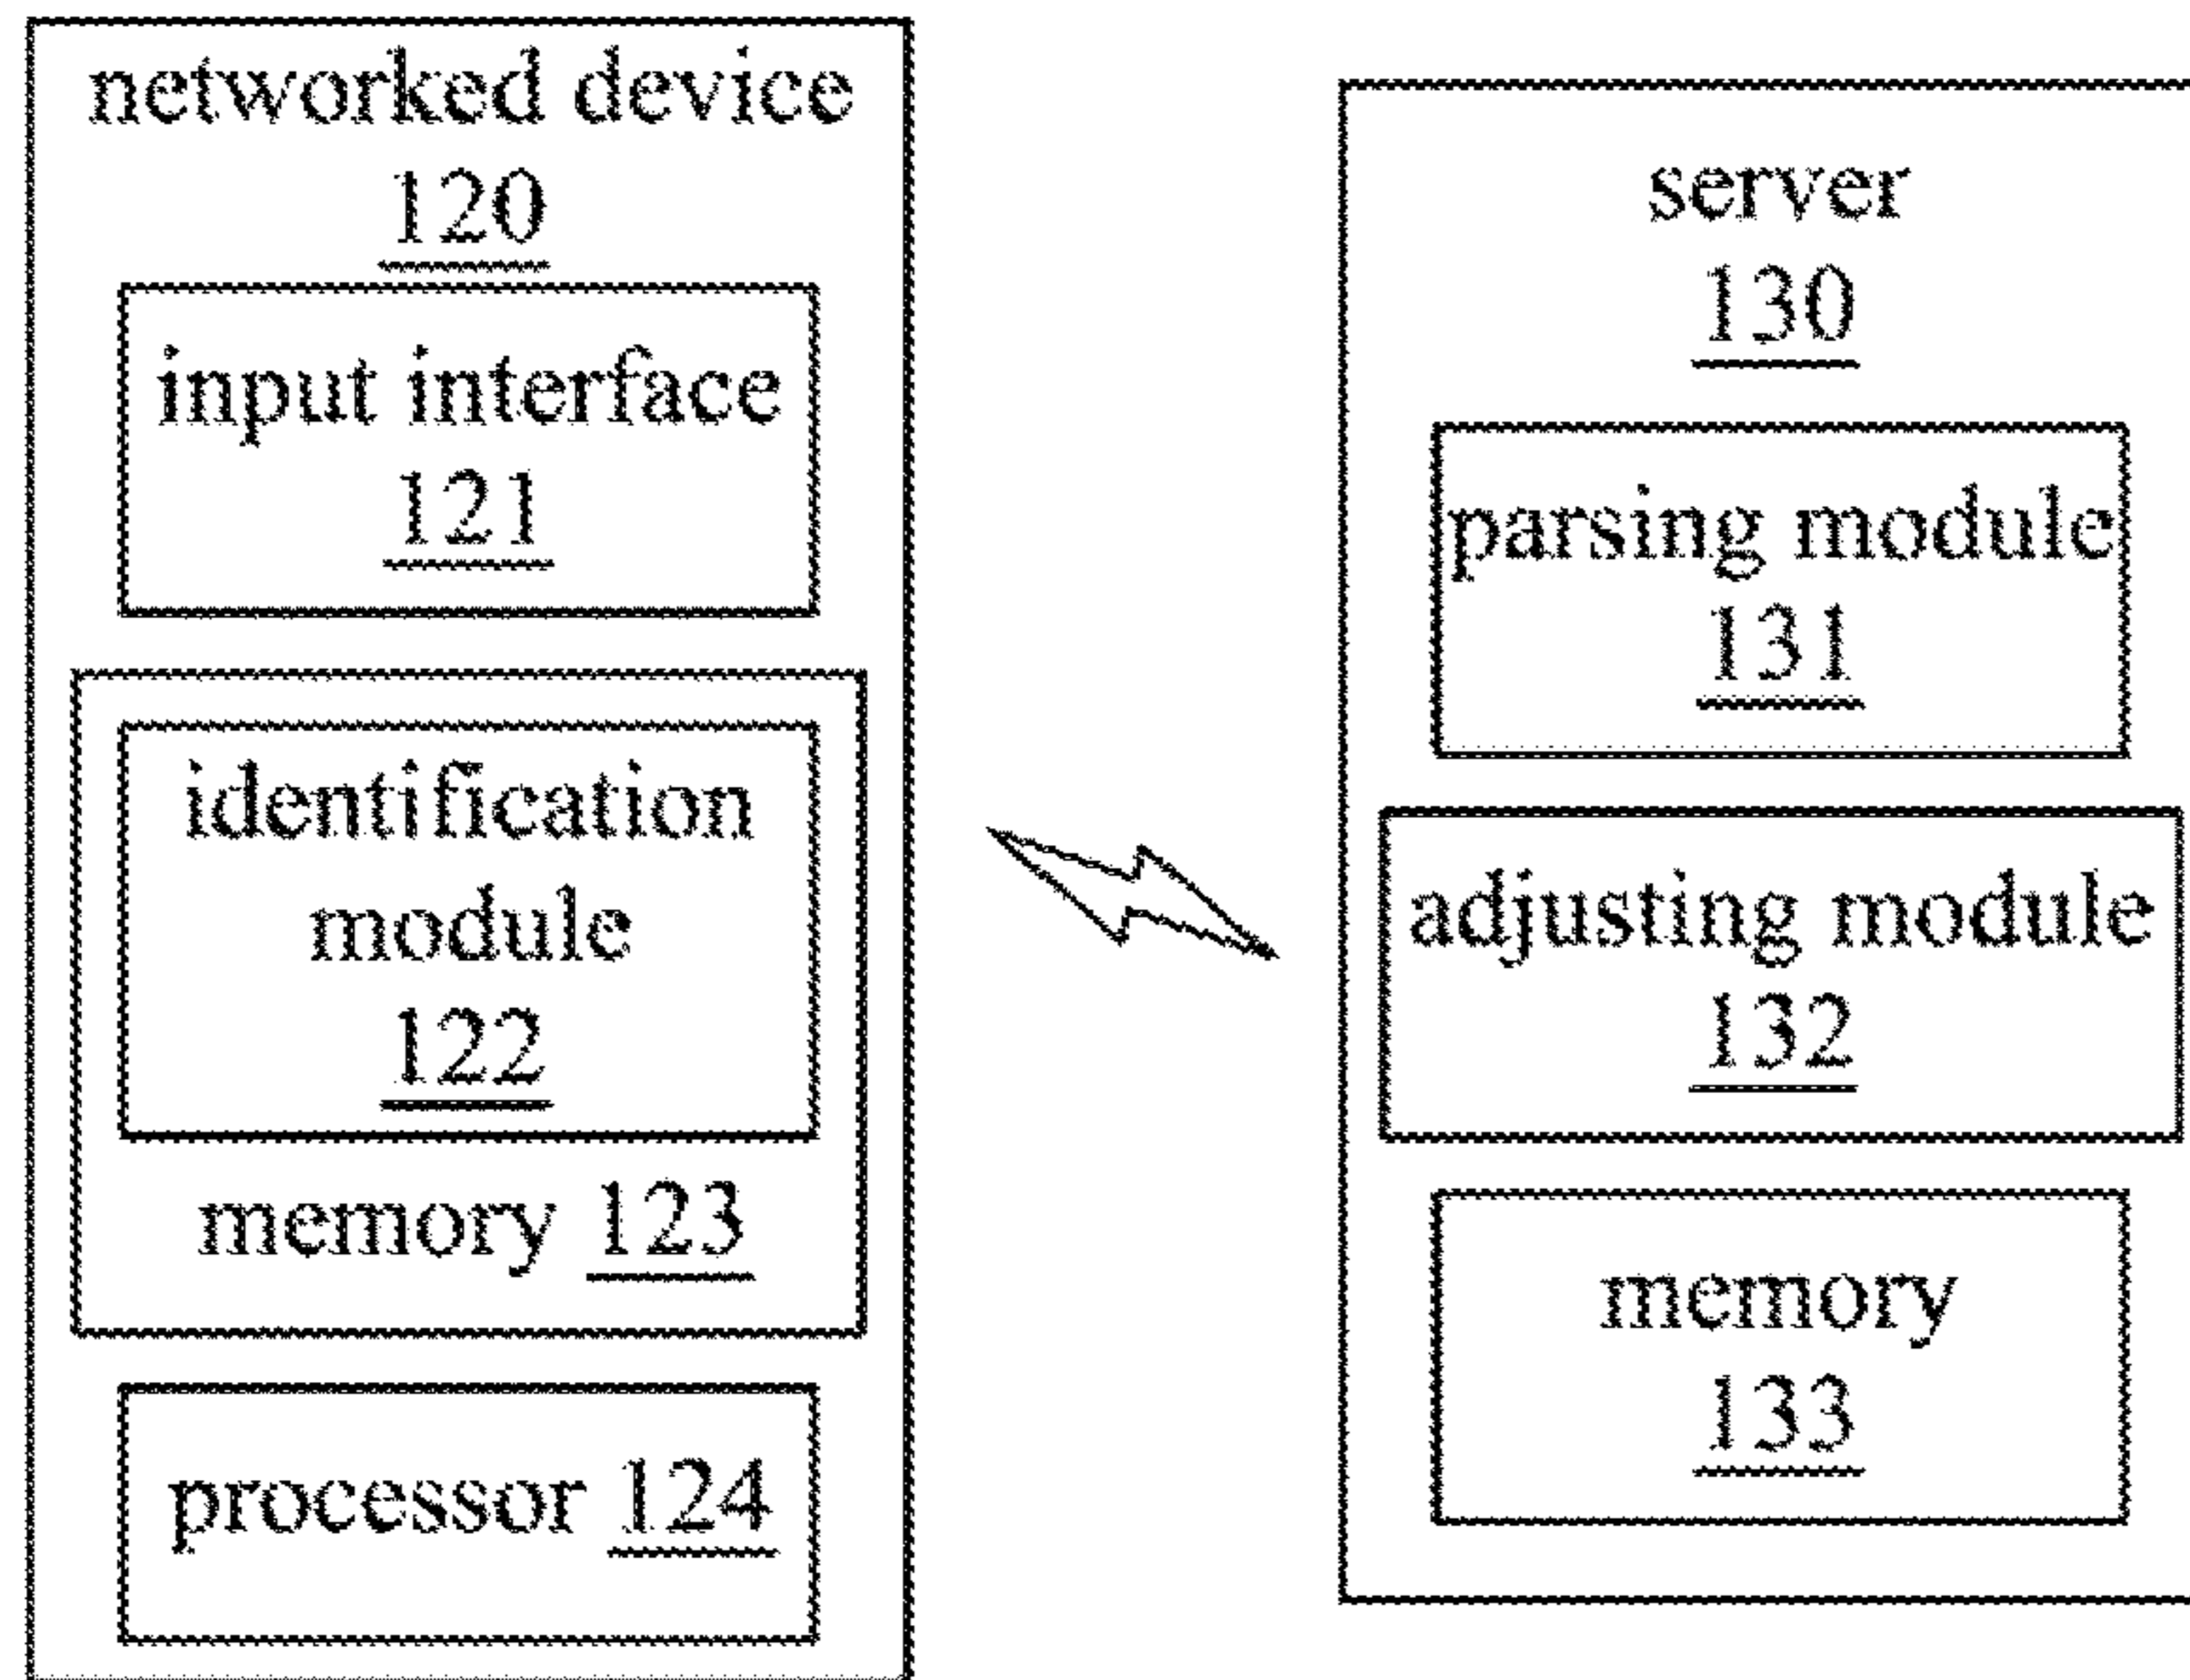 networked device
120
input interface
121
identification
module
122
memory 123
processor 124
server
130
parsing module
131
adjusting module
132
memory
133